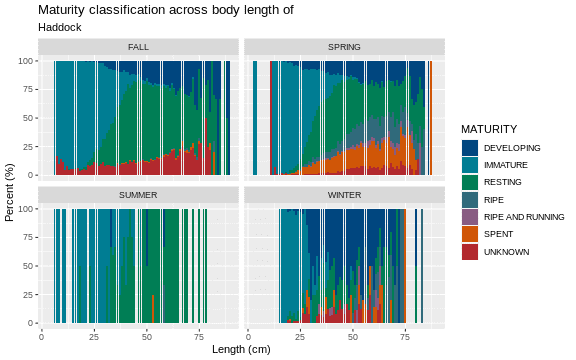 Maturity classification across body length of
Haddock
FALL
SPRING
100
75
50
25
0
SUMMER
WINTER
100
75
50
25
0
0 25 50 75 0 25 50 75
Percent (%)
Length (cm)
MATURITY
DEVELOPING
IMMATURE
RESTING
RIPE
RIPE AND RUNNING
SPENT
UNKNOWN